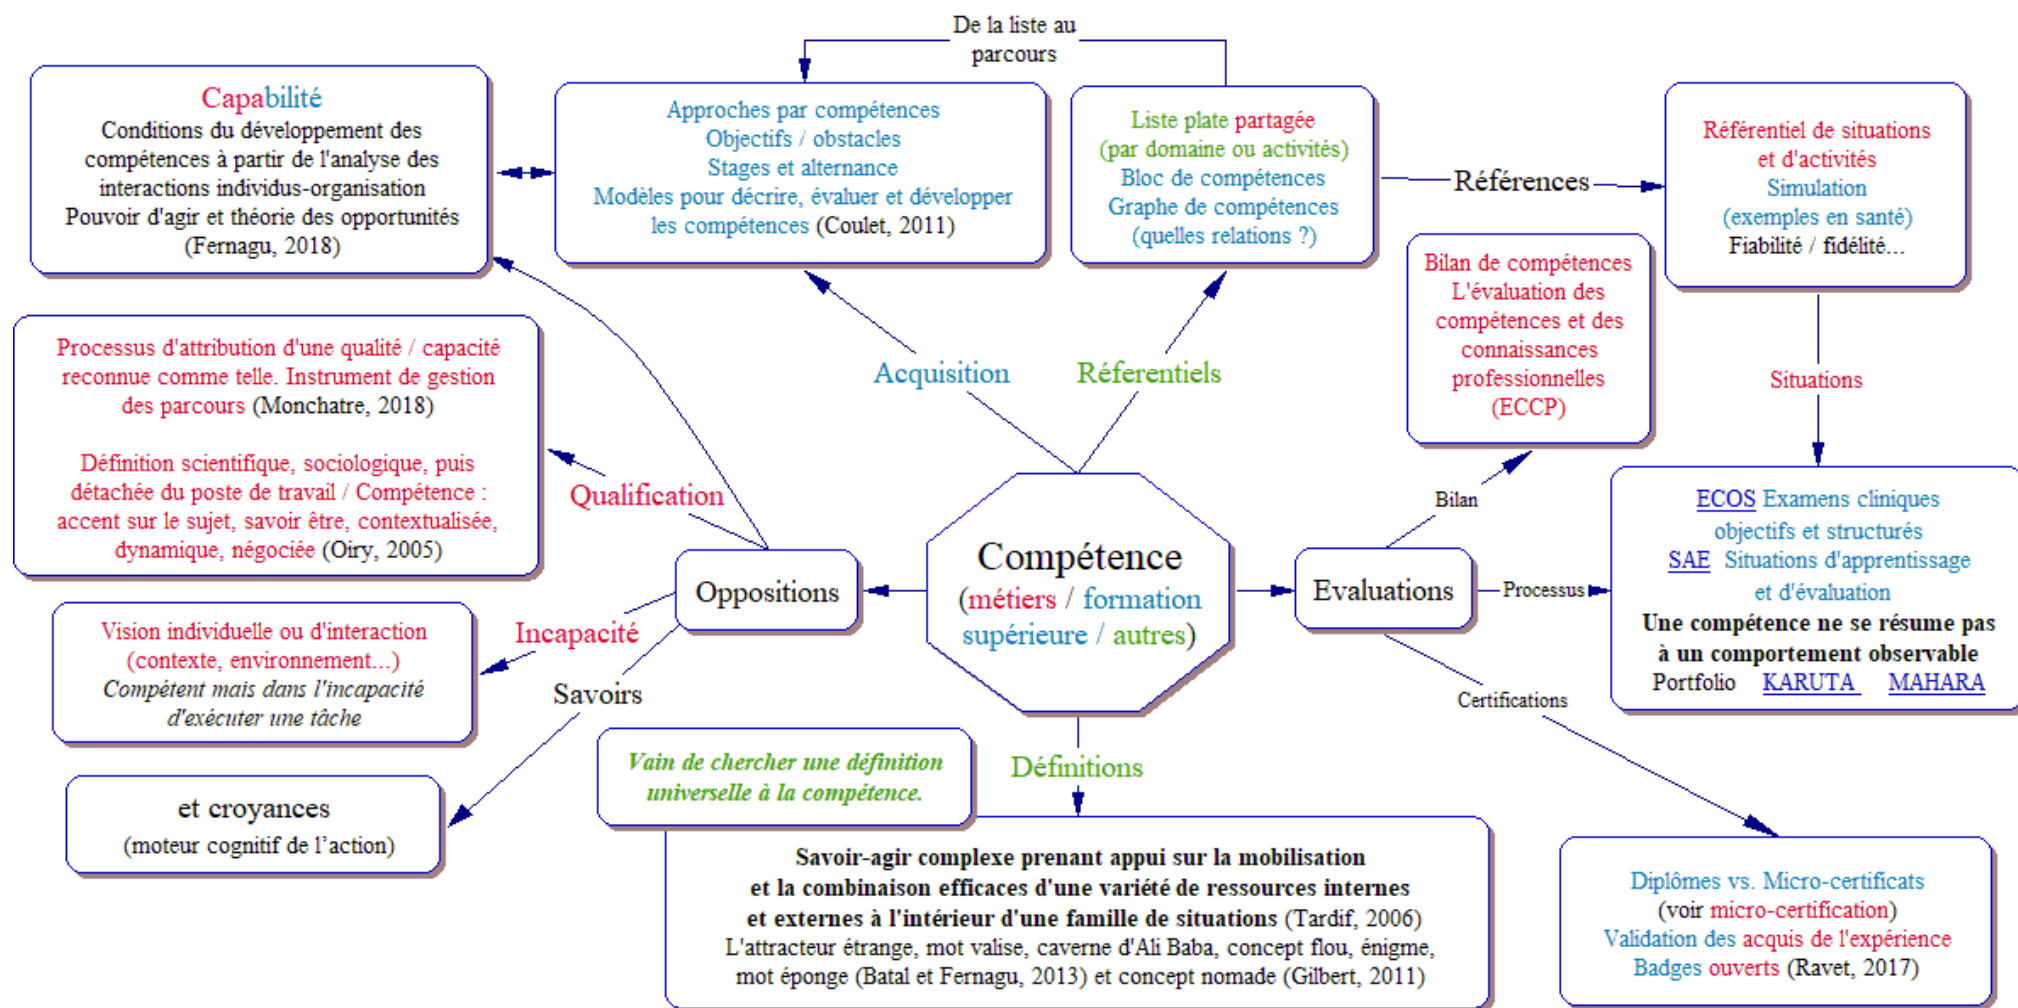 De la liste au
parcours
Capabilité
Conditions du développement des
compétences à partir de l'analyse des
interactions individus-organisation
Pouvoir d'agir et théorie des opportunités
(Fernagu, 2018)
Approches par compétences
Objectifs / obstacles
Stages et alternance
Modèles pour décrire, évaluer et développer
les compétences (Coulet, 2011)
Liste plate partagée
(par domaine ou activités)
Bloc de compétences
Graphe de compétences
(quelles relations ?)
Références
Référentiel de situations
et d'activités
Simulation
(exemples en santé)
Fiabilité / fidélité...
Bilan de compétences
L'évaluation des
compétences et des
connaissances
professionnelles
(ECCP)
Processus d'attribution d'une qualité / capacité
reconnue comme telle. Instrument de gestion
des parcours (Monchatre, 2018)
Définition scientifique, sociologique, puis
détachée du poste de travail / Compétence :
accent sur le sujet, savoir être, contextualisée,
dynamique, négociée (Oiry, 2005)
Acquisition
Réferentiels
Situations
Qualification
Bilan
ECOS Examens cliniques
objectifs et structurés
SAE Situations d'apprentissage
et d'évaluation
Une compétence ne se résume pas
à un comportement observable
Portfolio KARUTA MAHARA
Oppositions
Compétence
(métiers / formation
supérieure / autres)
Evaluations
Processus
Vision individuelle ou d'interaction
(contexte, environnement...)
Compétent mais dans l'incapacité
d'exécuter une tâche
Incapacité
Savoirs
Certifications
et croyances
(moteur cognitif de l'action)
Vain de chercher une définition
universelle à la compétence.
Définitions
Savoir-agir complexe prenant appui sur la mobilisation
et la combinaison efficaces d'une variété de ressources internes
et externes à l'intérieur d'une famille de situations (Tardif, 2006)
L'attracteur étrange, mot valise, caverne d'Ali Baba, concept flou, énigme,
mot éponge (Batal et Fernagu, 2013) et concept nomade (Gilbert, 2011)
Diplômes vs. Micro-certificats
(voir micro-certification)
Validation des acquis de l'expérience
Badges ouverts (Ravet, 2017)